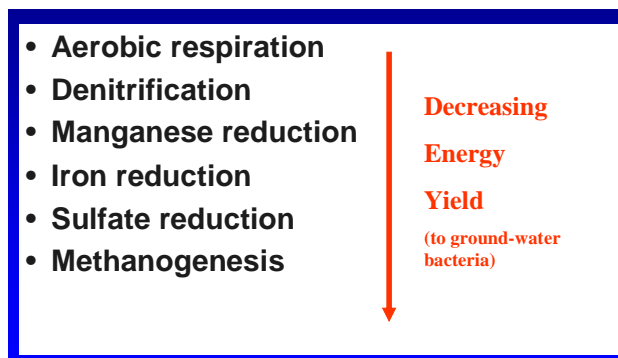 • Aerobic respiration
• Denitrification
• Manganese reduction
• Iron reduction
• Sulfate reduction
• Methanogenesis
Decreasing
Energy
Yield
(to ground-water
bacteria)